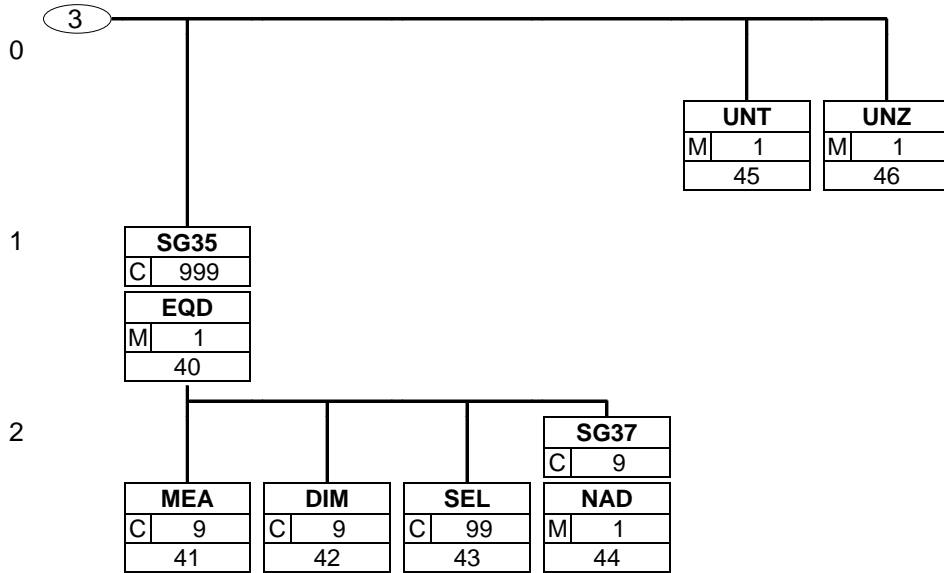 3
0
UNT UNZ
M 1 M 1
45 46
1
SG35
C 999
EQD
M 1
40
2
SG37
C 9
MEA DIM SEL NAD
C 9 C 9 C 99 M 1
41 42 43 44